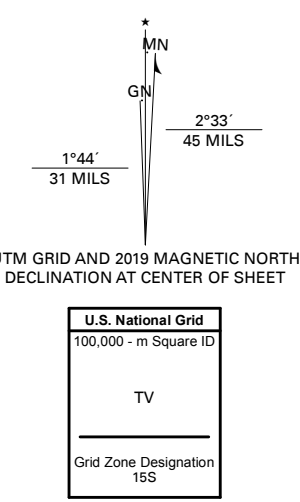 ★
MN
GN
2°33´
45 MILS
1°44´
31 MILS
UTM GRID AND 2019 MAGNETIC NORTH
DECLINATION AT CENTER OF SHEET
U.S. National Grid
100,000 - m Square ID
TV
Grid Zone Designation
15S